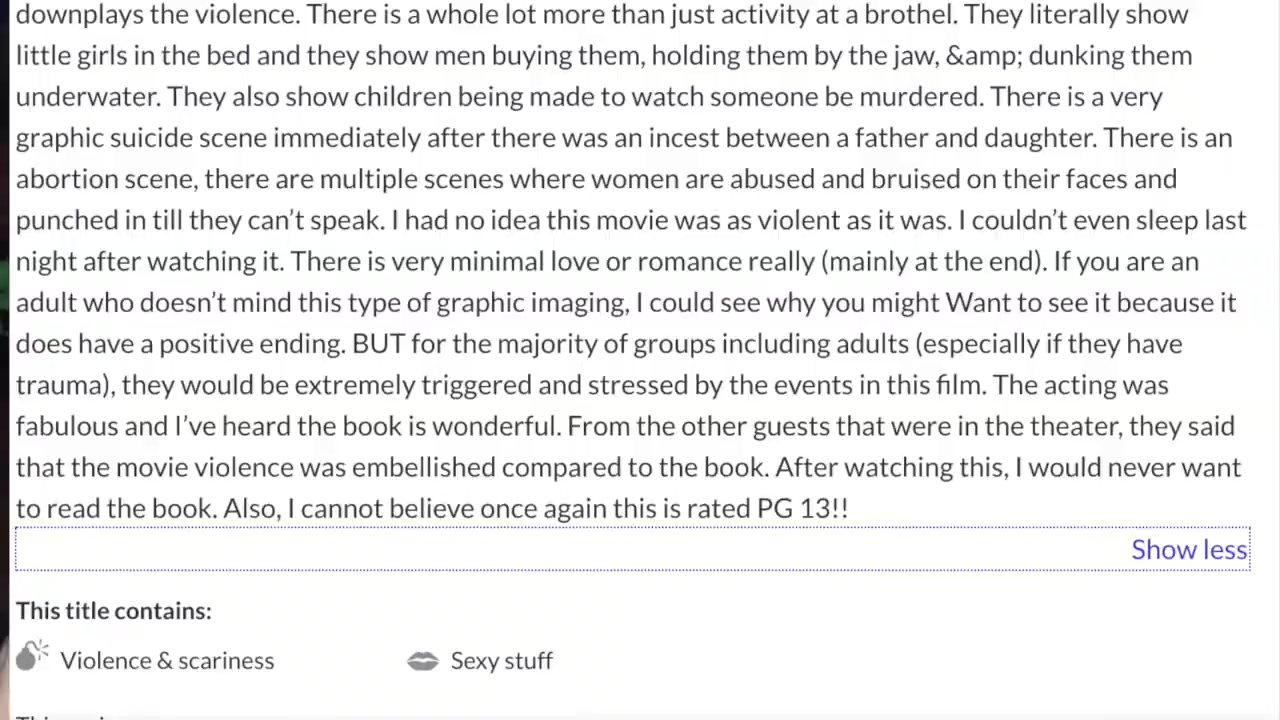 downplays the violence. There is a whole lot more than just activity at a brothel. They literally show
little girls in the bed and they show men buying them, holding them by the jaw, &amp; dunking them
underwater. They also show children being made to watch someone be murdered. There is a very
graphic suicide scene immediately after there was an incest between a father and daughter. There is an
abortion scene, there are multiple scenes where women are abused and bruised on their faces and
punched in till they can’t speak. I had no idea this movie was as violent as it was. I couldn’t even sleep last
night after watching it. There is very minimal love or romance really (mainly at the end). If you are an
adult who doesn’t mind this type of graphic imaging, I could see why you might Want to see it because it
does have a positive ending. BUT for the majority of groups including adults (especially if they have
trauma), they would be extremely triggered and stressed by the events in this film. The acting was
fabulous and I’ve heard the book is wonderful. From the other guests that were in the theater, they said
that the movie violence was embellished compared to the book. After watching this, I would never want
to read the book. Also, I cannot believe once again this is rated PG 13!!
Show less
This title contains:
Violence & scariness
Sexy stuff